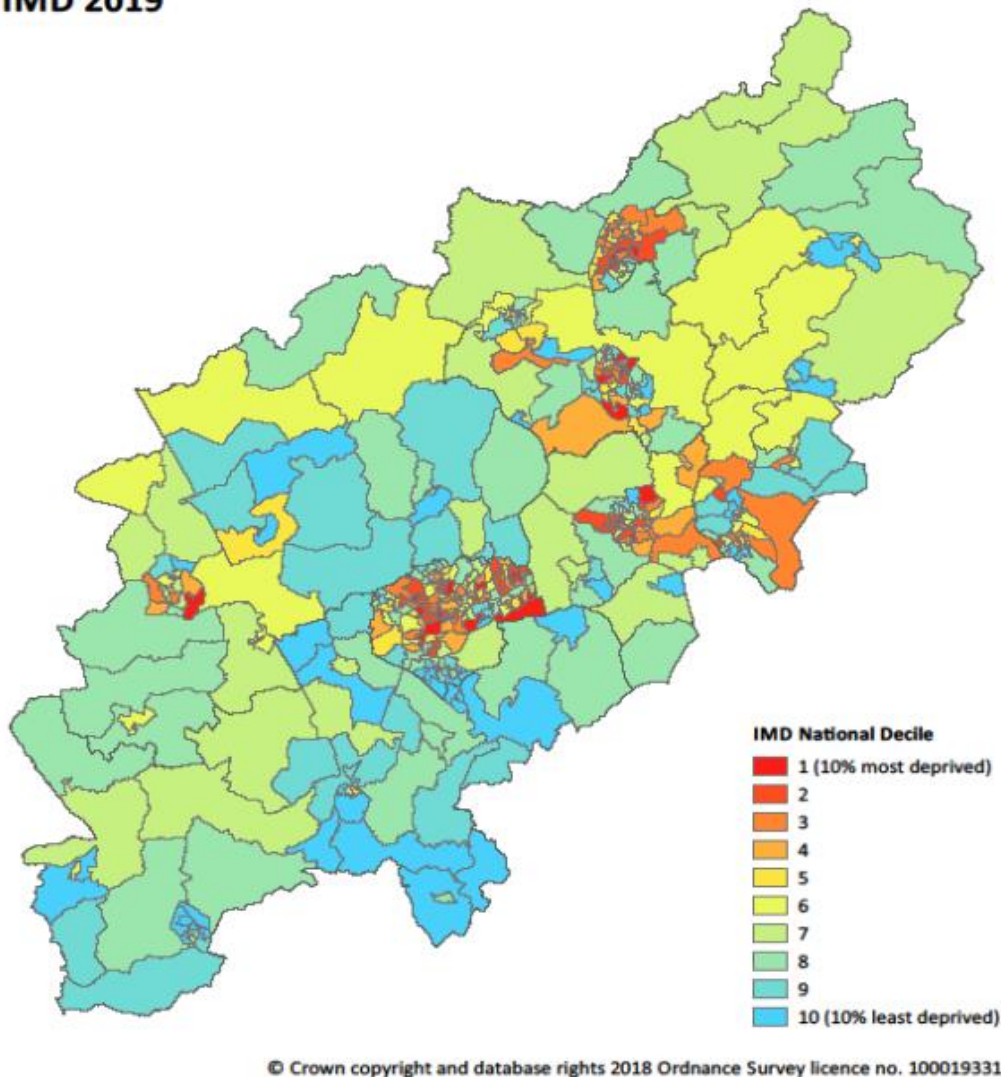 IMD 2019
IMD National Decile
1 (10% most deprived)
2
3
4
5
6
7
8
9
10 (10% least deprived)
© Crown copyright and database rights 2018 Ordnance Survey licence no. 100019331